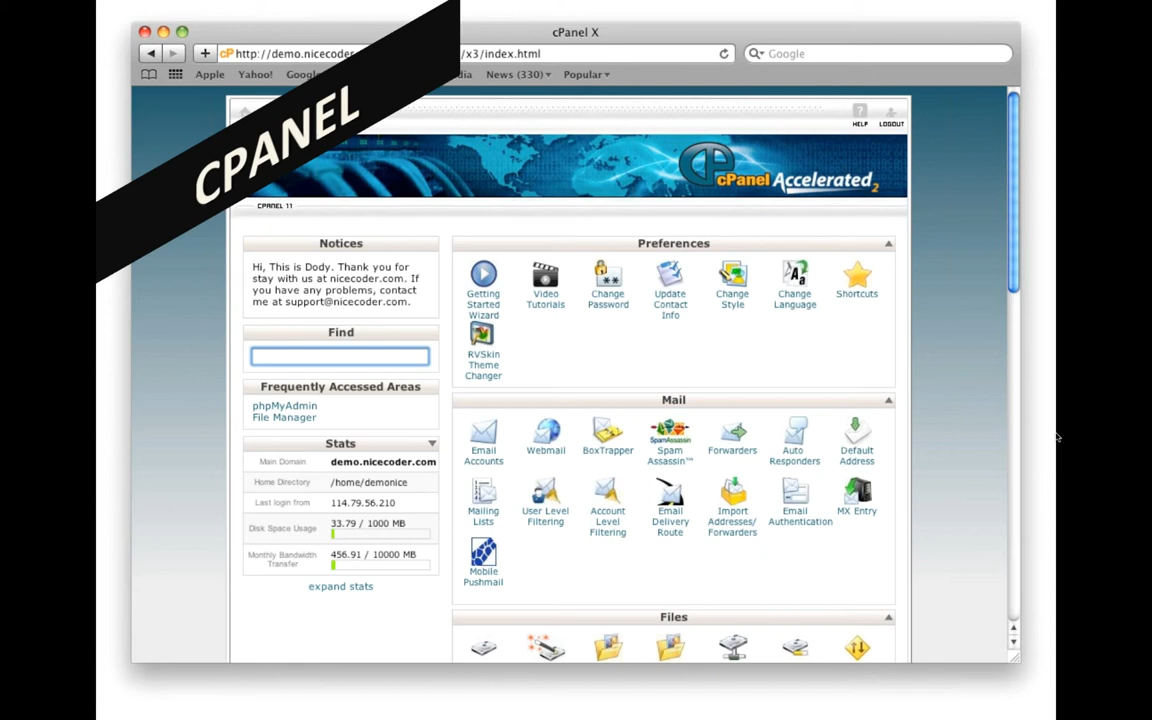 cPanel X
http://demo.nicecoder.
/x3/index.html
Google
Apple
Yahoo!
News (330)
Popular
CPANEL
HELP
LOGOUT
cPanel Accelerated 2
CPANEL 11
Notices
Hi, This is Dody. Thank you for
stay with us at nicecoder.com. If
you have any problems, contact
me at support@nicecoder.com.
Find
Frequently Accessed Areas
phpMyAdmin
File Manager
Stats
Main Domain demo.nicecoder.com
Home Directory /home/demonice
Last login from 114.79.56.210
Disk Space Usage 33.79 / 1000 MB
Monthly Bandwidth
Transfer
456.91 / 10000 MB
expand stats
Preferences
Getting
Started
Wizard
Video
Tutorials
Change
Password
Update
Contact
Info
Change
Style
Change
Language
Shortcuts
RVSkin
Theme
Changer
Mail
Email
Accounts
Webmail
BoxTrapper
SpamAssassin
Spam
Assassin™
Forwarders
Auto
Responders
Default
Address
Mailing
Lists
User Level
Filtering
Account
Level
Filtering
Email
Delivery
Route
Import
Addresses/
Forwarders
Email
Authentication
MX Entry
Mobile
Pushmail
Files